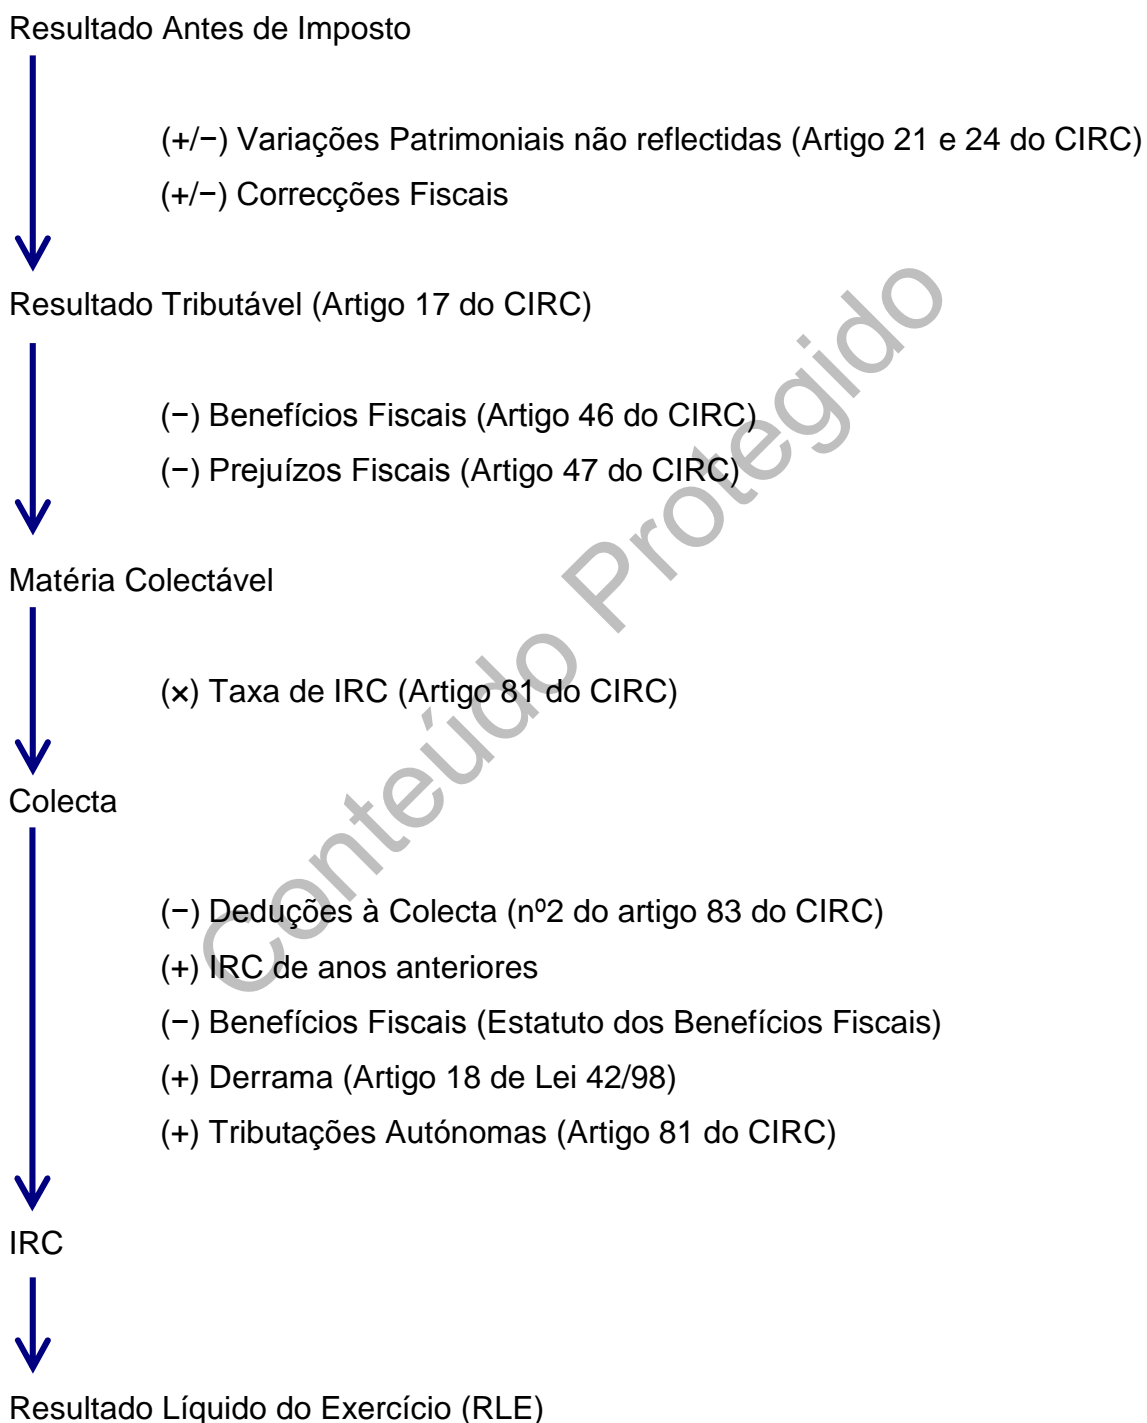 Resultado Antes de Imposto
(+/−) Variações Patrimoniais não reflectidas (Artigo 21 e 24 do CIRC)
(+/−) Correcções Fiscais
Resultado Tributável (Artigo 17 do CIRC)
(−) Benefícios Fiscais (Artigo 46 do CIRC)
(−) Prejuízos Fiscais (Artigo 47 do CIRC)
Matéria Colectável
(×) Taxa de IRC (Artigo 81 do CIRC)
Colecta
(−) Deduções à Colecta (nº2 do artigo 83 do CIRC)
(+) IRC de anos anteriores
(−) Benefícios Fiscais (Estatuto dos Benefícios Fiscais)
(+) Derrama (Artigo 18 de Lei 42/98)
(+) Tributações Autónomas (Artigo 81 do CIRC)
IRC
Resultado Líquido do Exercício (RLE)
Conteúdo Protegido